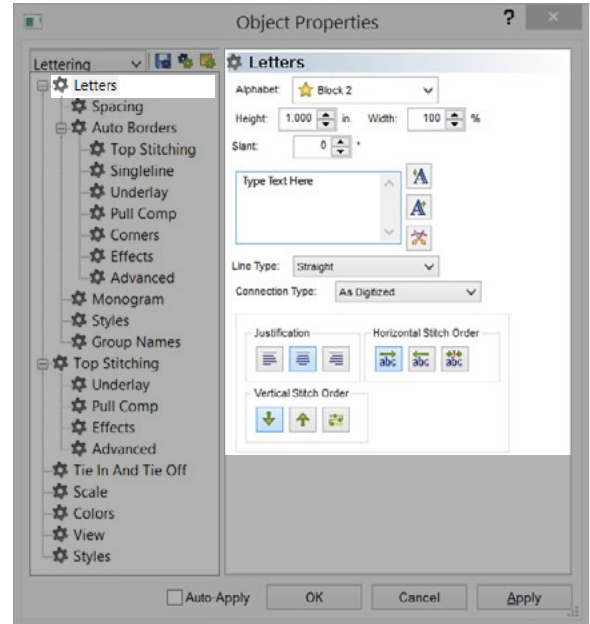 Object Properties ?
Lettering
Letters
Spacing
Auto Borders
Top Stitching
Singleline
Underlay
Pull Comp
Corners
Effects
Advanced
Monogram
Styles
Group Names
Top Stitching
Underlay
Pull Comp
Effects
Advanced
Tie In And Tie Off
Scale
Colors
View
Styles
Letters
Alphabet: Block 2
Height: 1.000 in. Width: 100 %
Slant: 0 °
Type Text Here
A
A
Line Type: Straight
Connection Type: As Digitized
Justification
Horizontal Stitch Order
abc abc abc
Vertical Stitch Order
Auto-Apply OK Cancel Apply